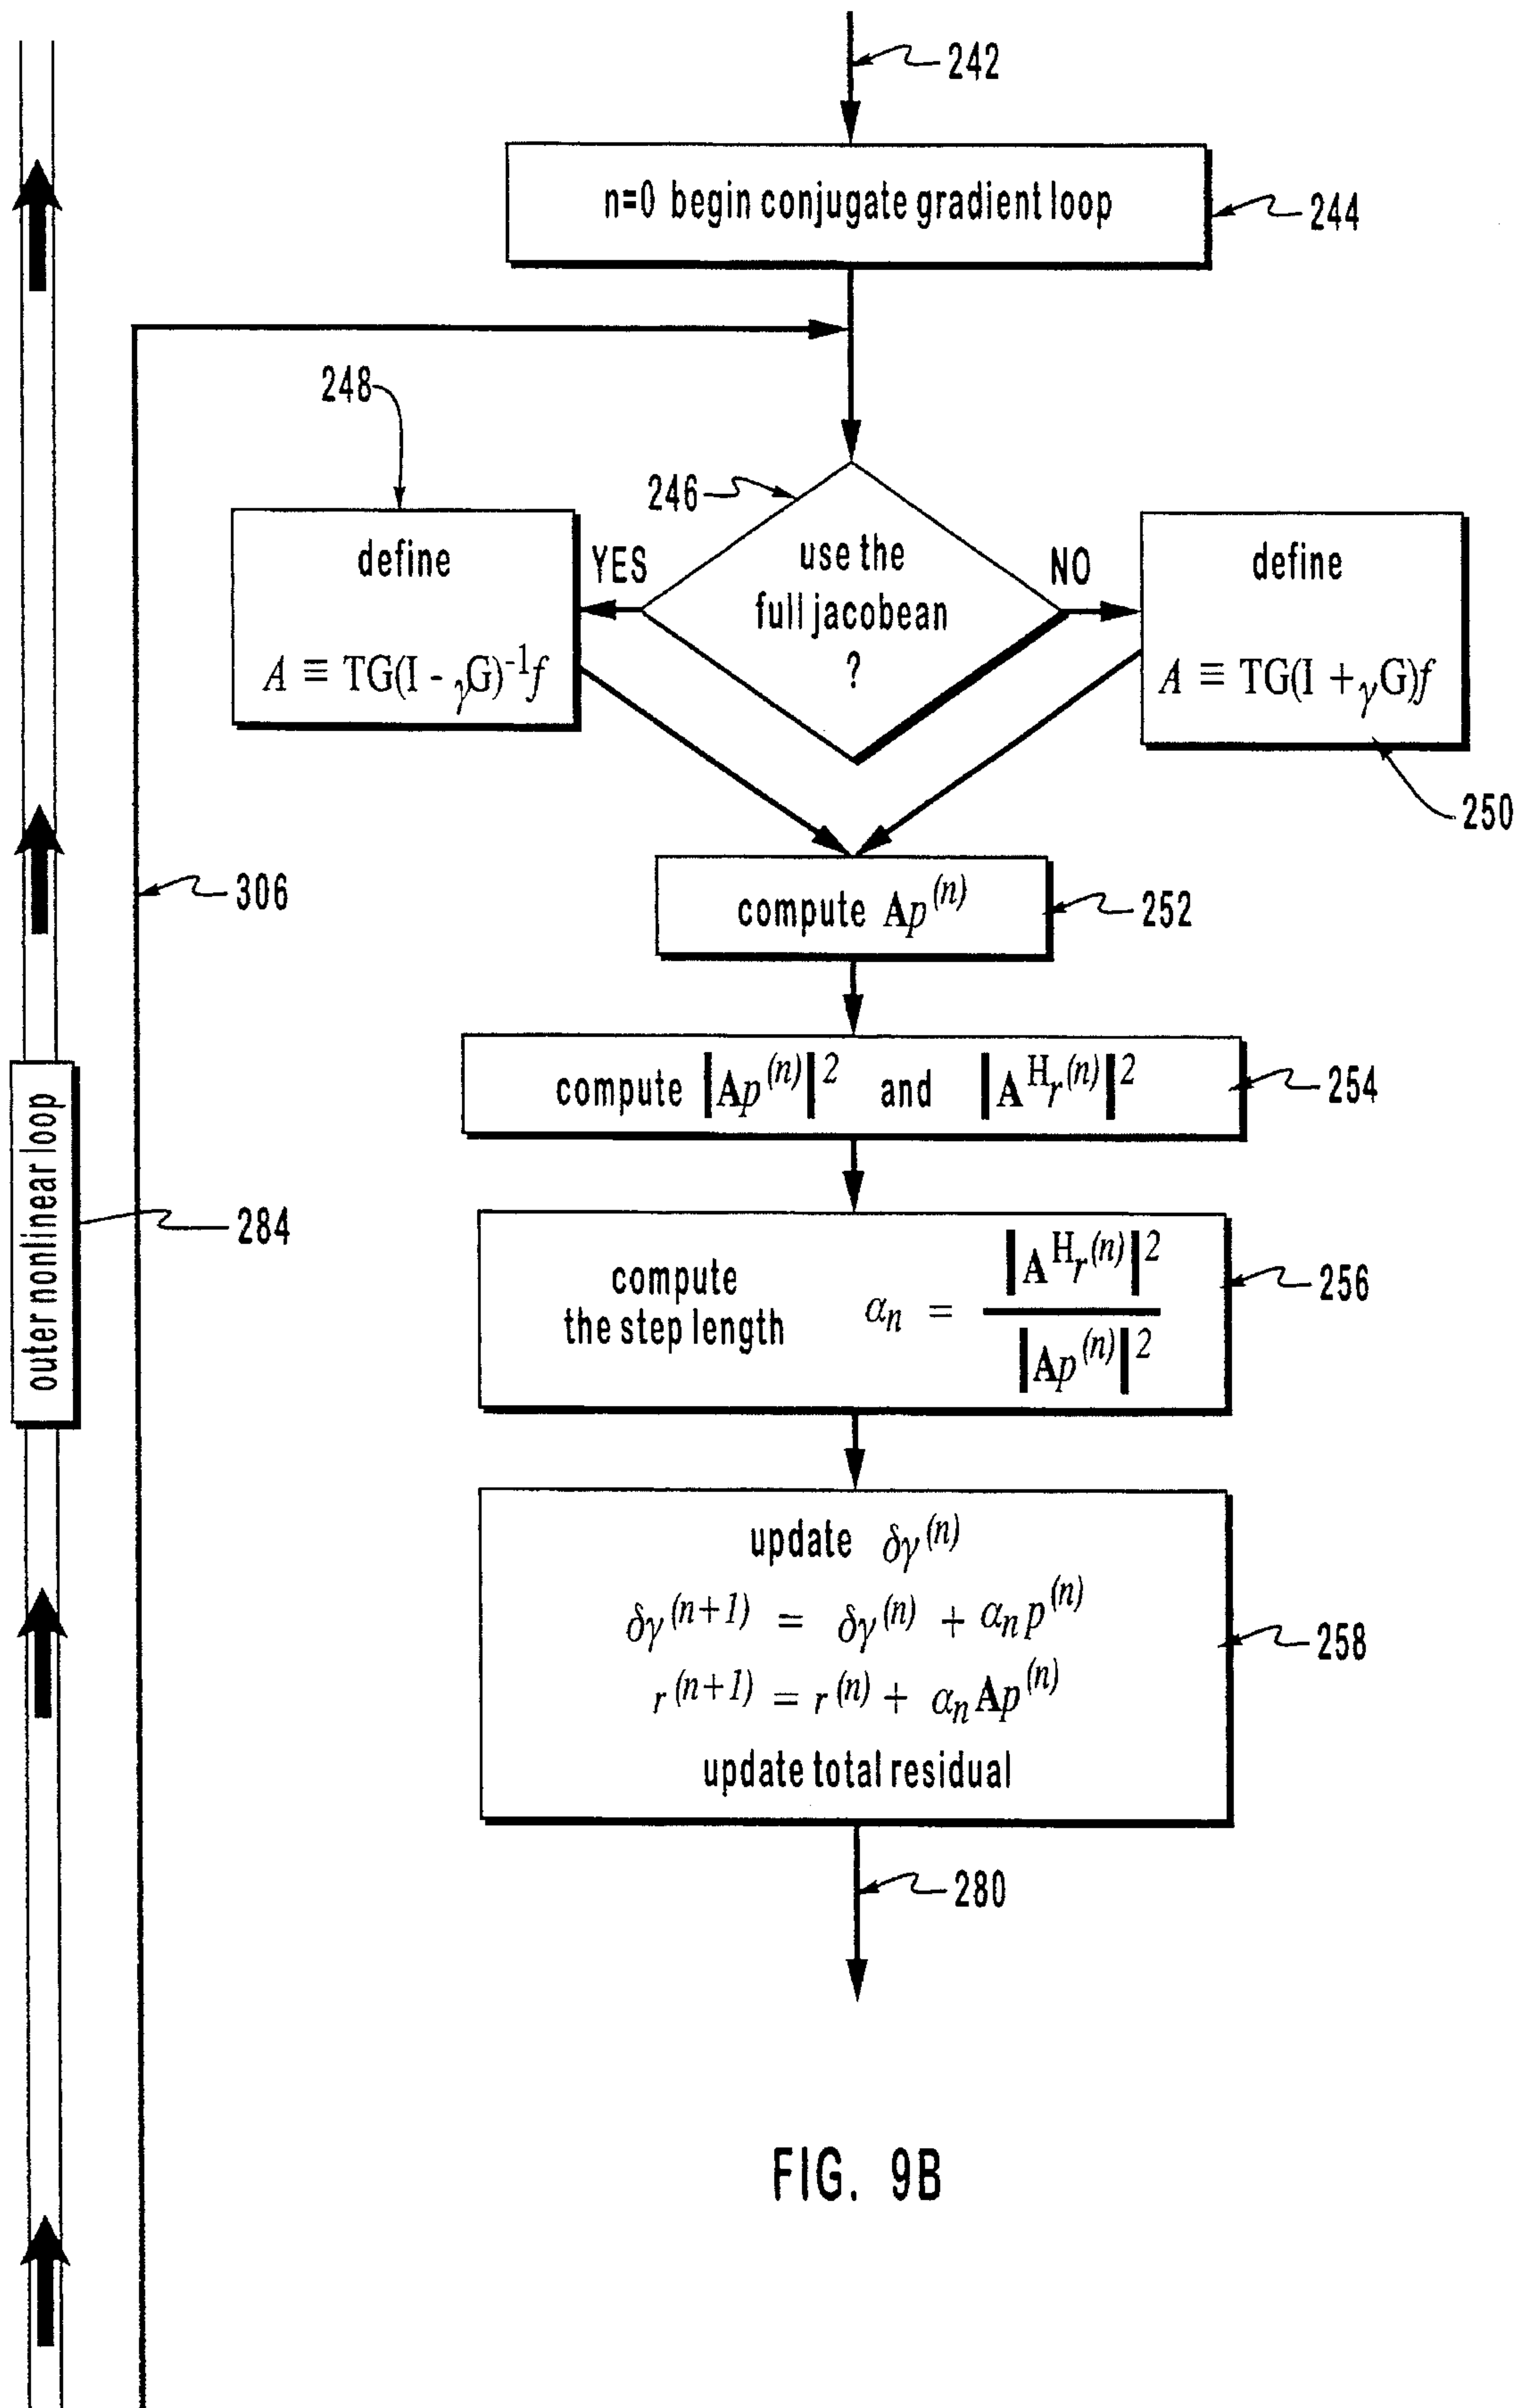 242
n=0 begin conjugate gradient loop
244
248
246
define
A ≡ TG(I - γG)⁻¹f
YES
use the
full jacobean
?
NO
define
A ≡ TG(I + γG)f
250
306
compute Ap⁽ⁿ⁾
252
compute |Ap⁽ⁿ⁾|² and |Aᴴr⁽ⁿ⁾|²
254
outer nonlinear loop
284
compute
the step length
αₙ = |Aᴴr⁽ⁿ⁾|² / |Ap⁽ⁿ⁾|²
256
update δγ⁽ⁿ⁾
δγ⁽ⁿ⁺¹⁾ = δγ⁽ⁿ⁾ + αₙp⁽ⁿ⁾
r⁽ⁿ⁺¹⁾ = r⁽ⁿ⁾ + αₙAp⁽ⁿ⁾
update total residual
258
280
FIG. 9B